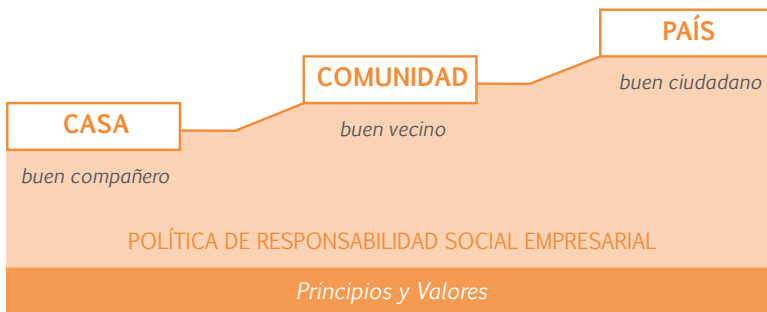 PAÍS
buen ciudadano
COMUNIDAD
buen vecino
CASA
buen compañero
POLÍTICA DE RESPONSABILIDAD SOCIAL EMPRESARIAL
Principios y Valores